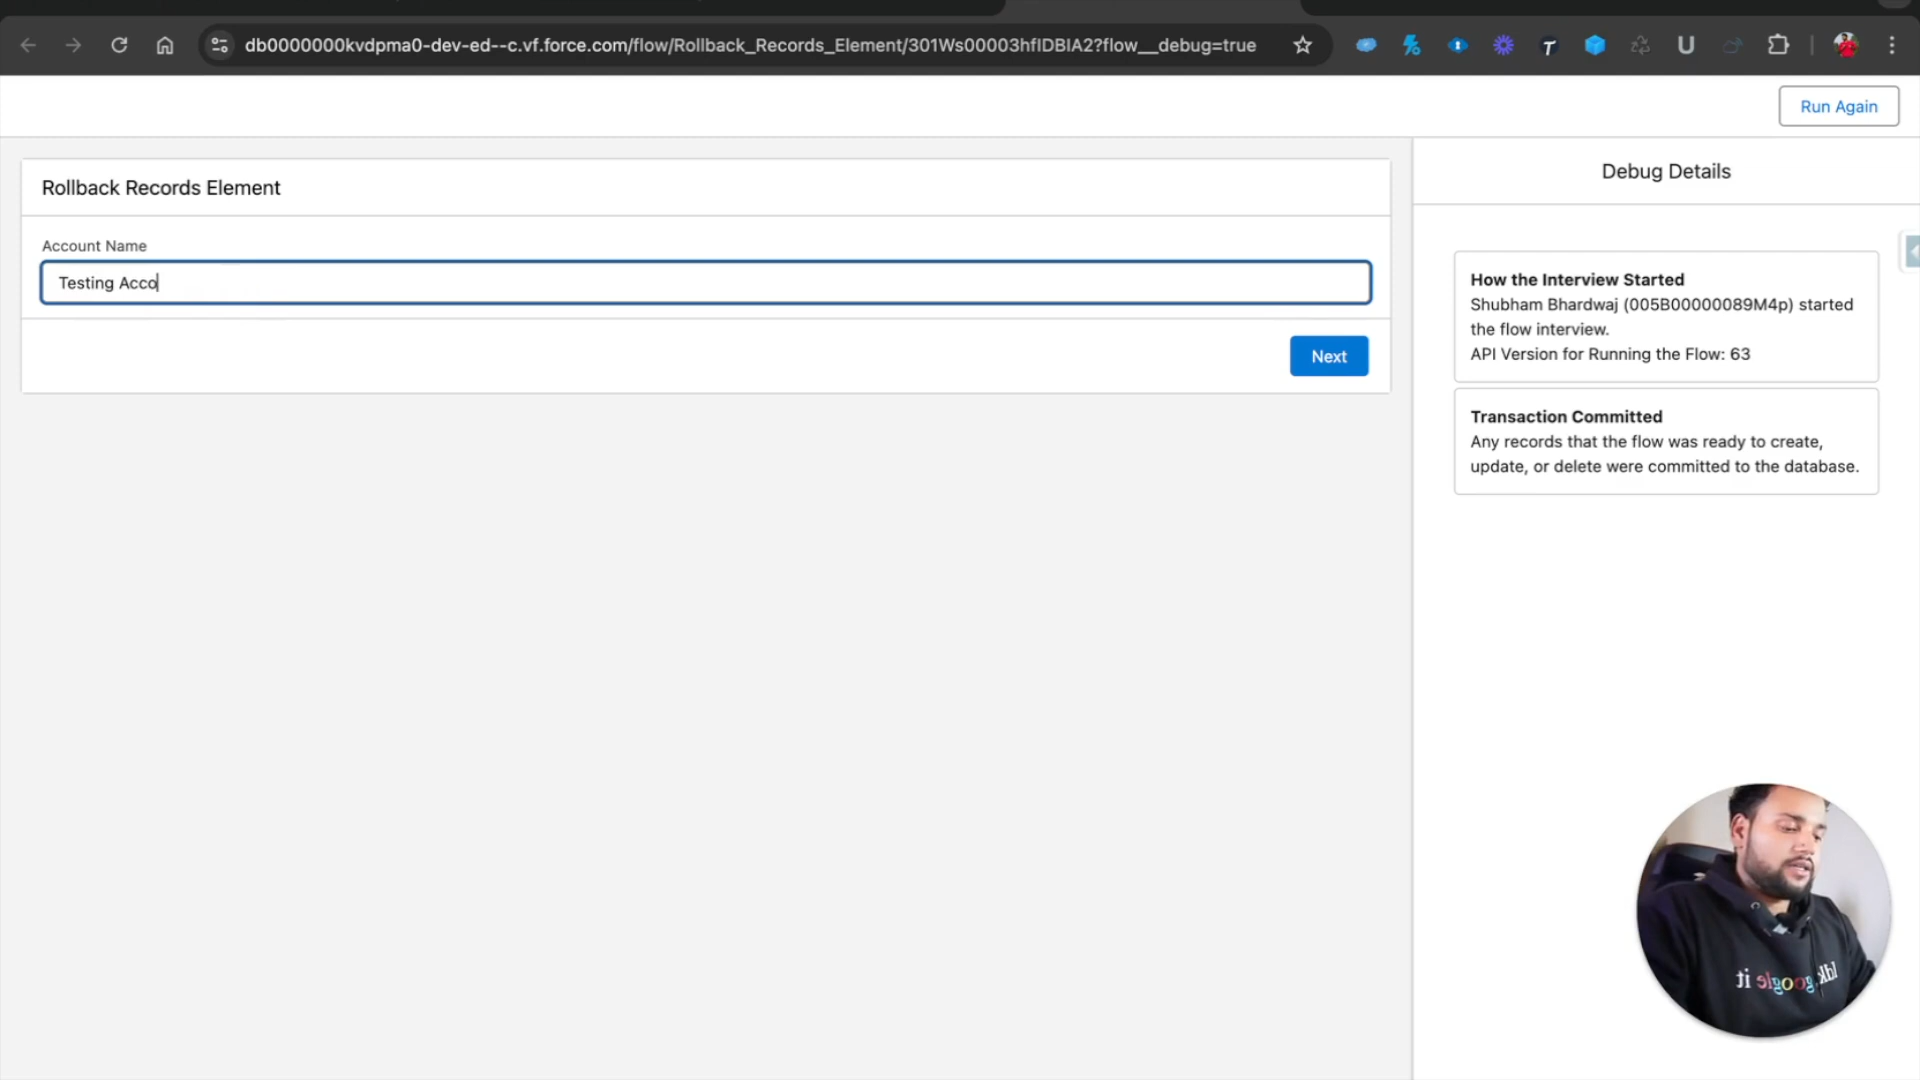 db0000000kvdpma0-dev-ed--c.vf.force.com/flow/Rollback_Records_Element/301Ws00003hfIDBIA2?flow__debug=true
Run Again
Rollback Records Element
Account Name
Testing Acco
Next
Debug Details
How the Interview Started
Shubham Bhardwaj (005B00000089M4p) started
the flow interview.
API Version for Running the Flow: 63
Transaction Committed
Any records that the flow was ready to create,
update, or delete were committed to the database.
idk, google it